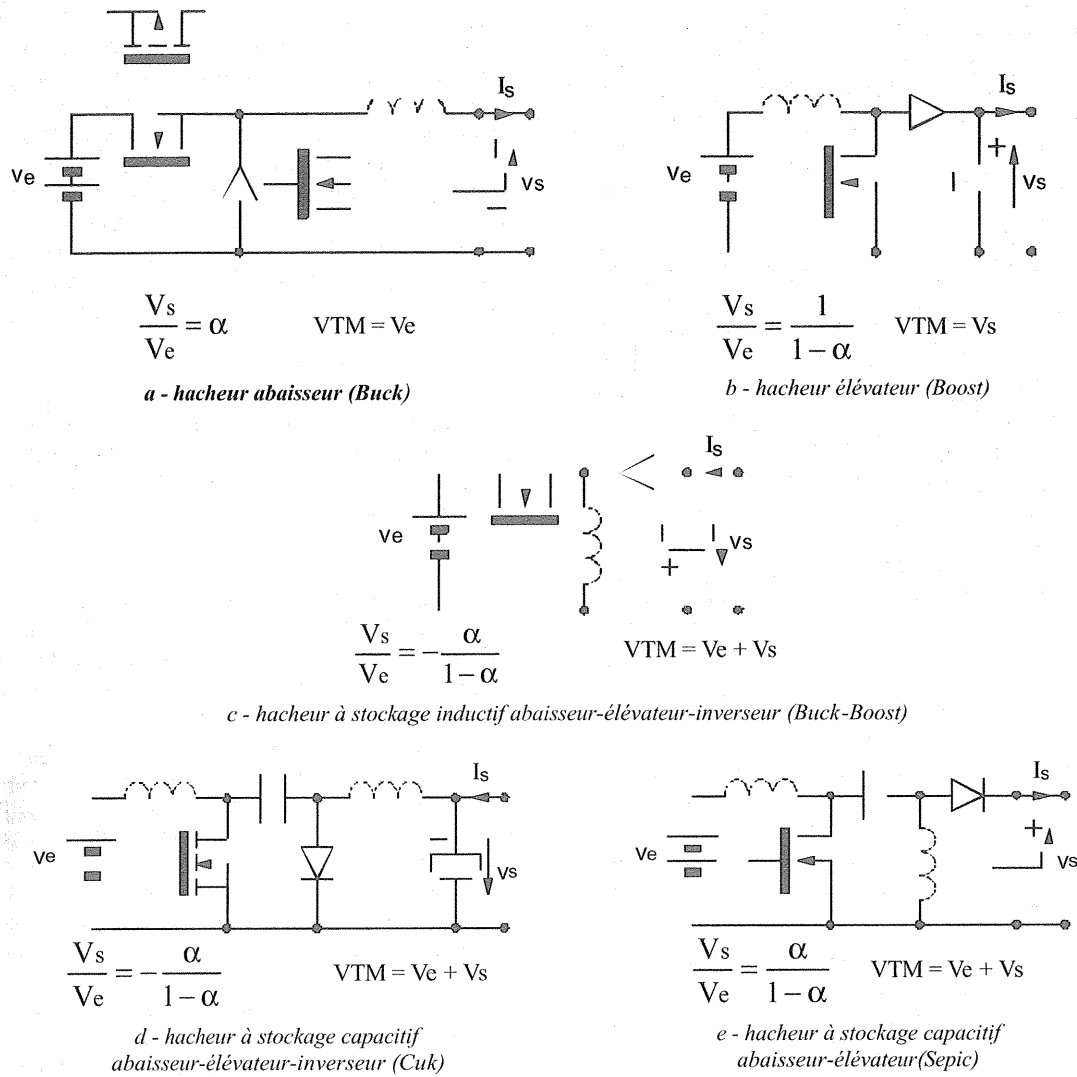 Is
ve
vs
Vs/Ve = α
VTM = Ve
a - hacheur abaisseur (Buck)
Is
ve
+
vs
Vs/Ve = 1/(1 − α)
VTM = Vs
b - hacheur élévateur (Boost)
Is
ve
+
vs
Vs/Ve = − α/(1 − α)
VTM = Ve + Vs
c - hacheur à stockage inductif abaisseur-élévateur-inverseur (Buck-Boost)
Is
ve
vs
Vs/Ve = − α/(1 − α)
VTM = Ve + Vs
d - hacheur à stockage capacitif
abaisseur-élévateur-inverseur (Cuk)
Is
ve
+
vs
Vs/Ve = α/(1 − α)
VTM = Ve + Vs
e - hacheur à stockage capacitif
abaisseur-élévateur(Sepic)